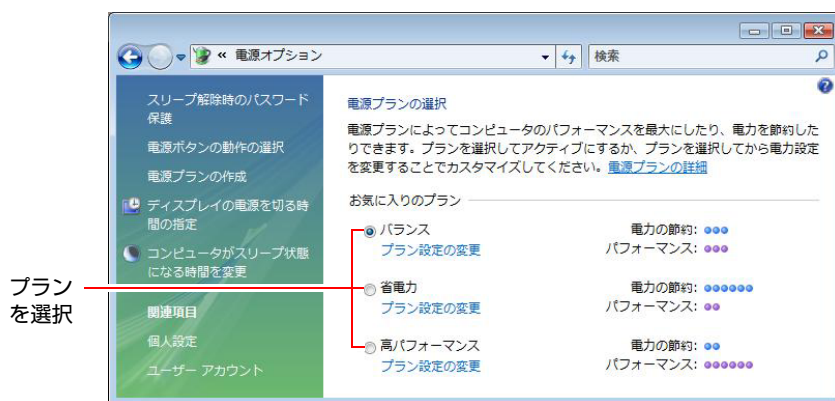 « 電源オプション
検索
スリープ解除時のパスワード
保護
電源ボタンの動作の選択
電源プランの作成
ディスプレイの電源を切る時
間の指定
コンピュータがスリープ状態
になる時間を変更
関連項目
個人設定
ユーザー アカウント
電源プランの選択
電源プランによってコンピュータのパフォーマンスを最大にしたり、電力を節約した
りできます。プランを選択してアクティブにするか、プランを選択してから電力設定
を変更することでカスタマイズしてください。電源プランの詳細
お気に入りのプラン
バランス 電力の節約:
プラン設定の変更 パフォーマンス:
省電力 電力の節約:
プラン設定の変更 パフォーマンス:
高パフォーマンス 電力の節約:
プラン設定の変更 パフォーマンス:
プラン
を選択